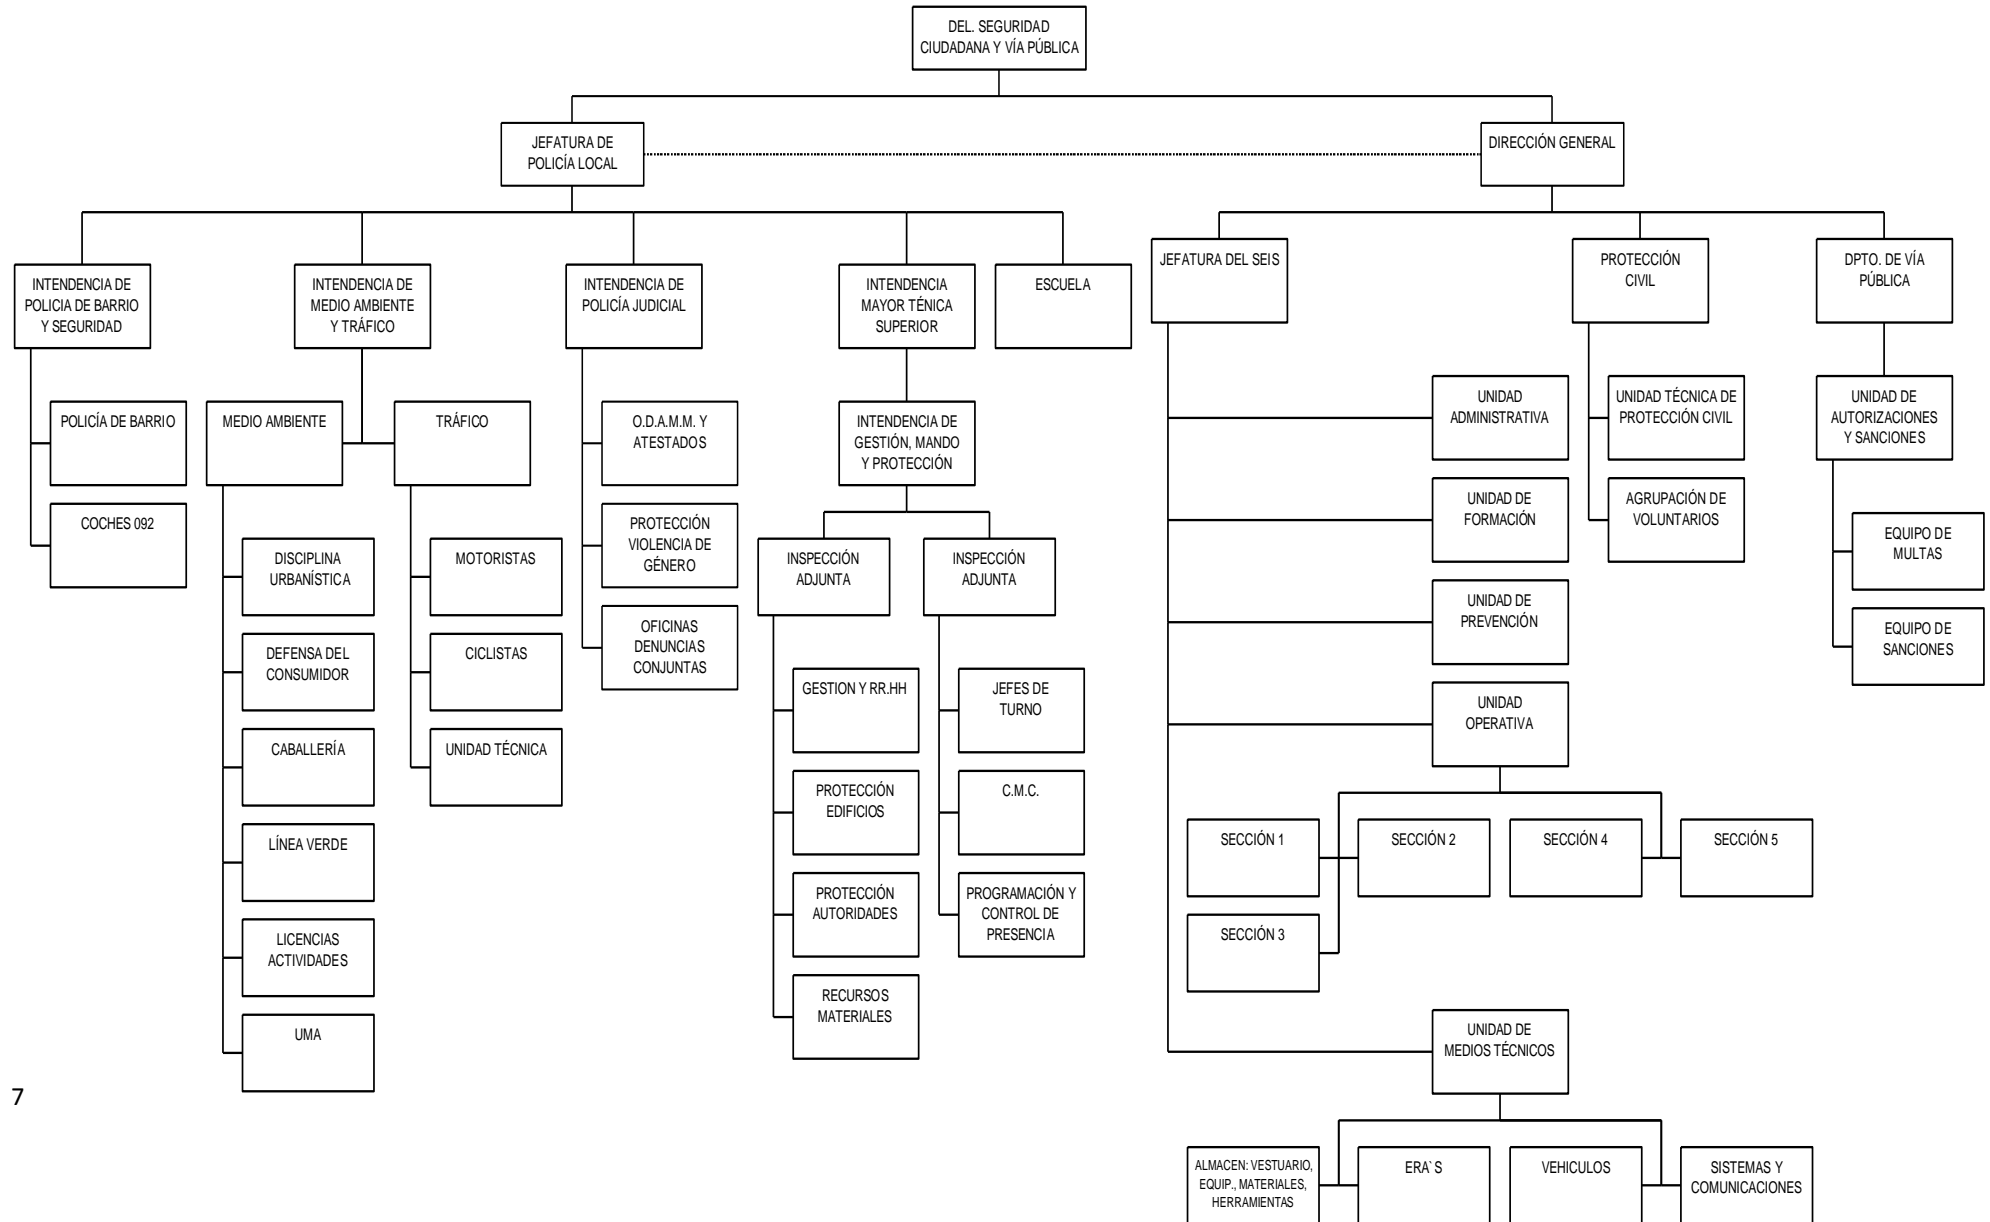 DEL. SEGURIDAD
CIUDADANA Y VÍA PÚBLICA
JEFATURA DE
POLICÍA LOCAL
DIRECCIÓN GENERAL
INTENDENCIA DE
POLICIA DE BARRIO
Y SEGURIDAD
INTENDENCIA DE
MEDIO AMBIENTE
Y TRÁFICO
INTENDENCIA DE
POLICÍA JUDICIAL
INTENDENCIA
MAYOR TÉNICA
SUPERIOR
ESCUELA
JEFATURA DEL SEIS
PROTECCIÓN
CIVIL
DPTO. DE VÍA
PÚBLICA
POLICÍA DE BARRIO
COCHES 092
MEDIO AMBIENTE
TRÁFICO
DISCIPLINA
URBANÍSTICA
DEFENSA DEL
CONSUMIDOR
CABALLERÍA
LÍNEA VERDE
LICENCIAS
ACTIVIDADES
UMA
MOTORISTAS
CICLISTAS
UNIDAD TÉCNICA
O.D.A.M.M. Y
ATESTADOS
PROTECCIÓN
VIOLENCIA DE
GÉNERO
OFICINAS
DENUNCIAS
CONJUNTAS
INTENDENCIA DE
GESTIÓN, MANDO
Y PROTECCIÓN
INSPECCIÓN
ADJUNTA
INSPECCIÓN
ADJUNTA
GESTION Y RR.HH
PROTECCIÓN
EDIFICIOS
PROTECCIÓN
AUTORIDADES
RECURSOS
MATERIALES
JEFES DE
TURNO
C.M.C.
PROGRAMACIÓN Y
CONTROL DE
PRESENCIA
UNIDAD
ADMINISTRATIVA
UNIDAD DE
FORMACIÓN
UNIDAD DE
PREVENCIÓN
UNIDAD
OPERATIVA
SECCIÓN 1
SECCIÓN 2
SECCIÓN 4
SECCIÓN 5
SECCIÓN 3
UNIDAD DE
MEDIOS TÉCNICOS
ALMACEN: VESTUARIO,
EQUIP., MATERIALES,
HERRAMIENTAS
ERA`S
VEHICULOS
SISTEMAS Y
COMUNICACIONES
UNIDAD TÉCNICA DE
PROTECCIÓN CIVIL
AGRUPACIÓN DE
VOLUNTARIOS
UNIDAD DE
AUTORIZACIONES
Y SANCIONES
EQUIPO DE
MULTAS
EQUIPO DE
SANCIONES
7